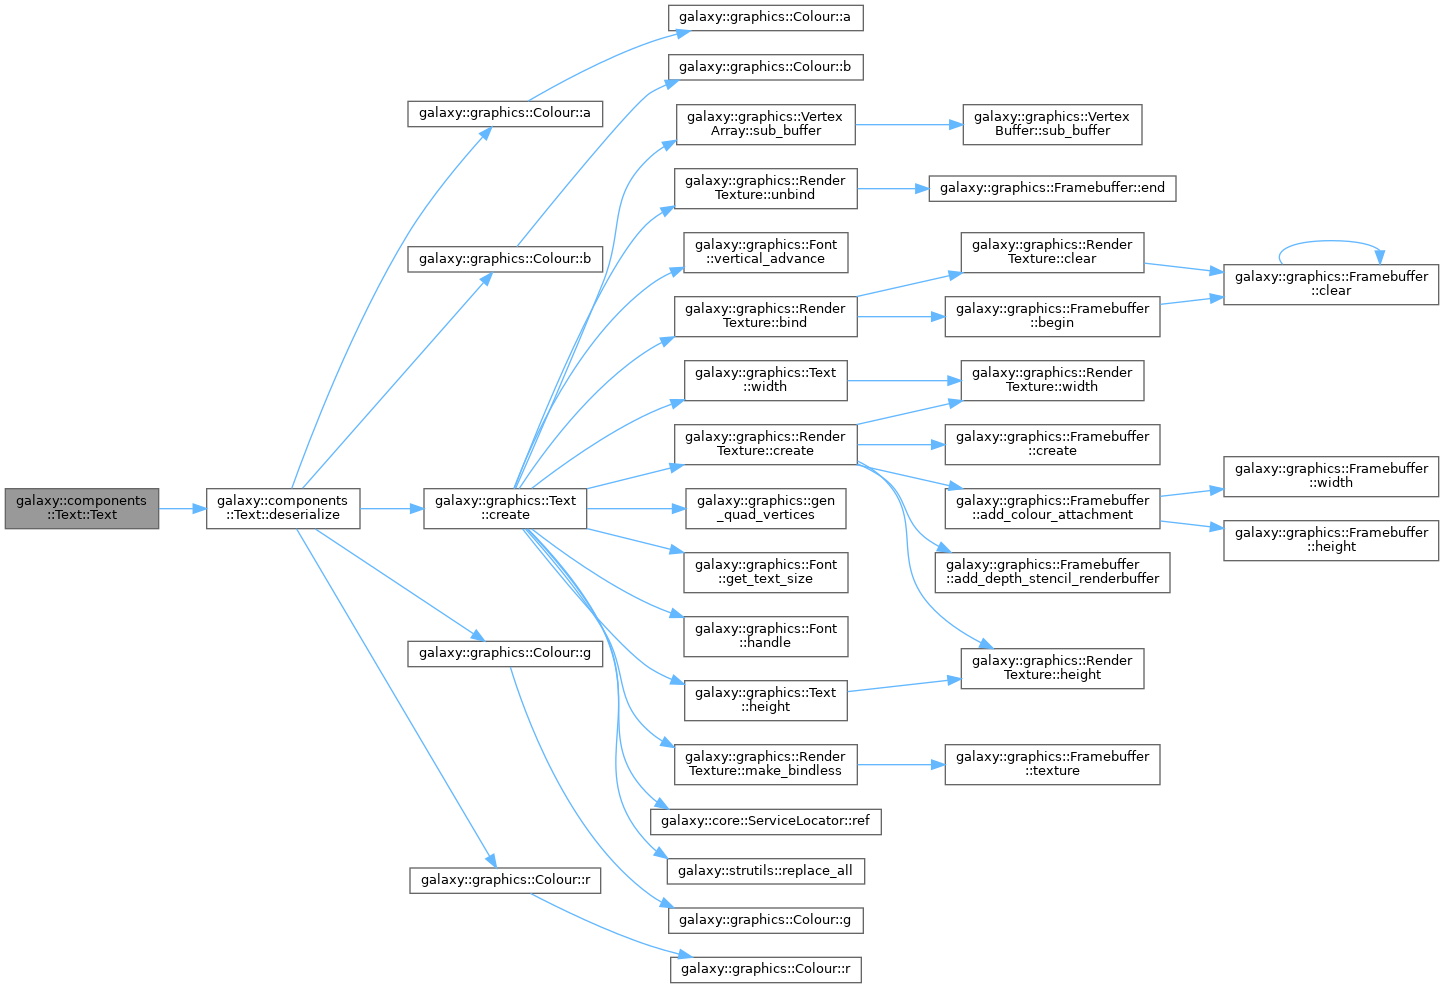 galaxy::components
::Text::Text
galaxy::components
::Text::deserialize
galaxy::graphics::Colour::a
galaxy::graphics::Colour::b
galaxy::graphics::Text
::create
galaxy::graphics::Colour::g
galaxy::graphics::Colour::r
galaxy::graphics::Colour::a
galaxy::graphics::Colour::b
galaxy::graphics::Vertex
Array::sub_buffer
galaxy::graphics::Render
Texture::unbind
galaxy::graphics::Font
::vertical_advance
galaxy::graphics::Render
Texture::bind
galaxy::graphics::Text
::width
galaxy::graphics::Render
Texture::create
galaxy::graphics::gen
_quad_vertices
galaxy::graphics::Font
::get_text_size
galaxy::graphics::Font
::handle
galaxy::graphics::Text
::height
galaxy::graphics::Render
Texture::make_bindless
galaxy::core::ServiceLocator::ref
galaxy::strutils::replace_all
galaxy::graphics::Colour::g
galaxy::graphics::Colour::r
galaxy::graphics::Vertex
Buffer::sub_buffer
galaxy::graphics::Framebuffer::end
galaxy::graphics::Render
Texture::clear
galaxy::graphics::Framebuffer
::begin
galaxy::graphics::Render
Texture::width
galaxy::graphics::Framebuffer
::create
galaxy::graphics::Framebuffer
::add_colour_attachment
galaxy::graphics::Framebuffer
::add_depth_stencil_renderbuffer
galaxy::graphics::Render
Texture::height
galaxy::graphics::Framebuffer
::texture
galaxy::graphics::Framebuffer
::clear
galaxy::graphics::Framebuffer
::width
galaxy::graphics::Framebuffer
::height